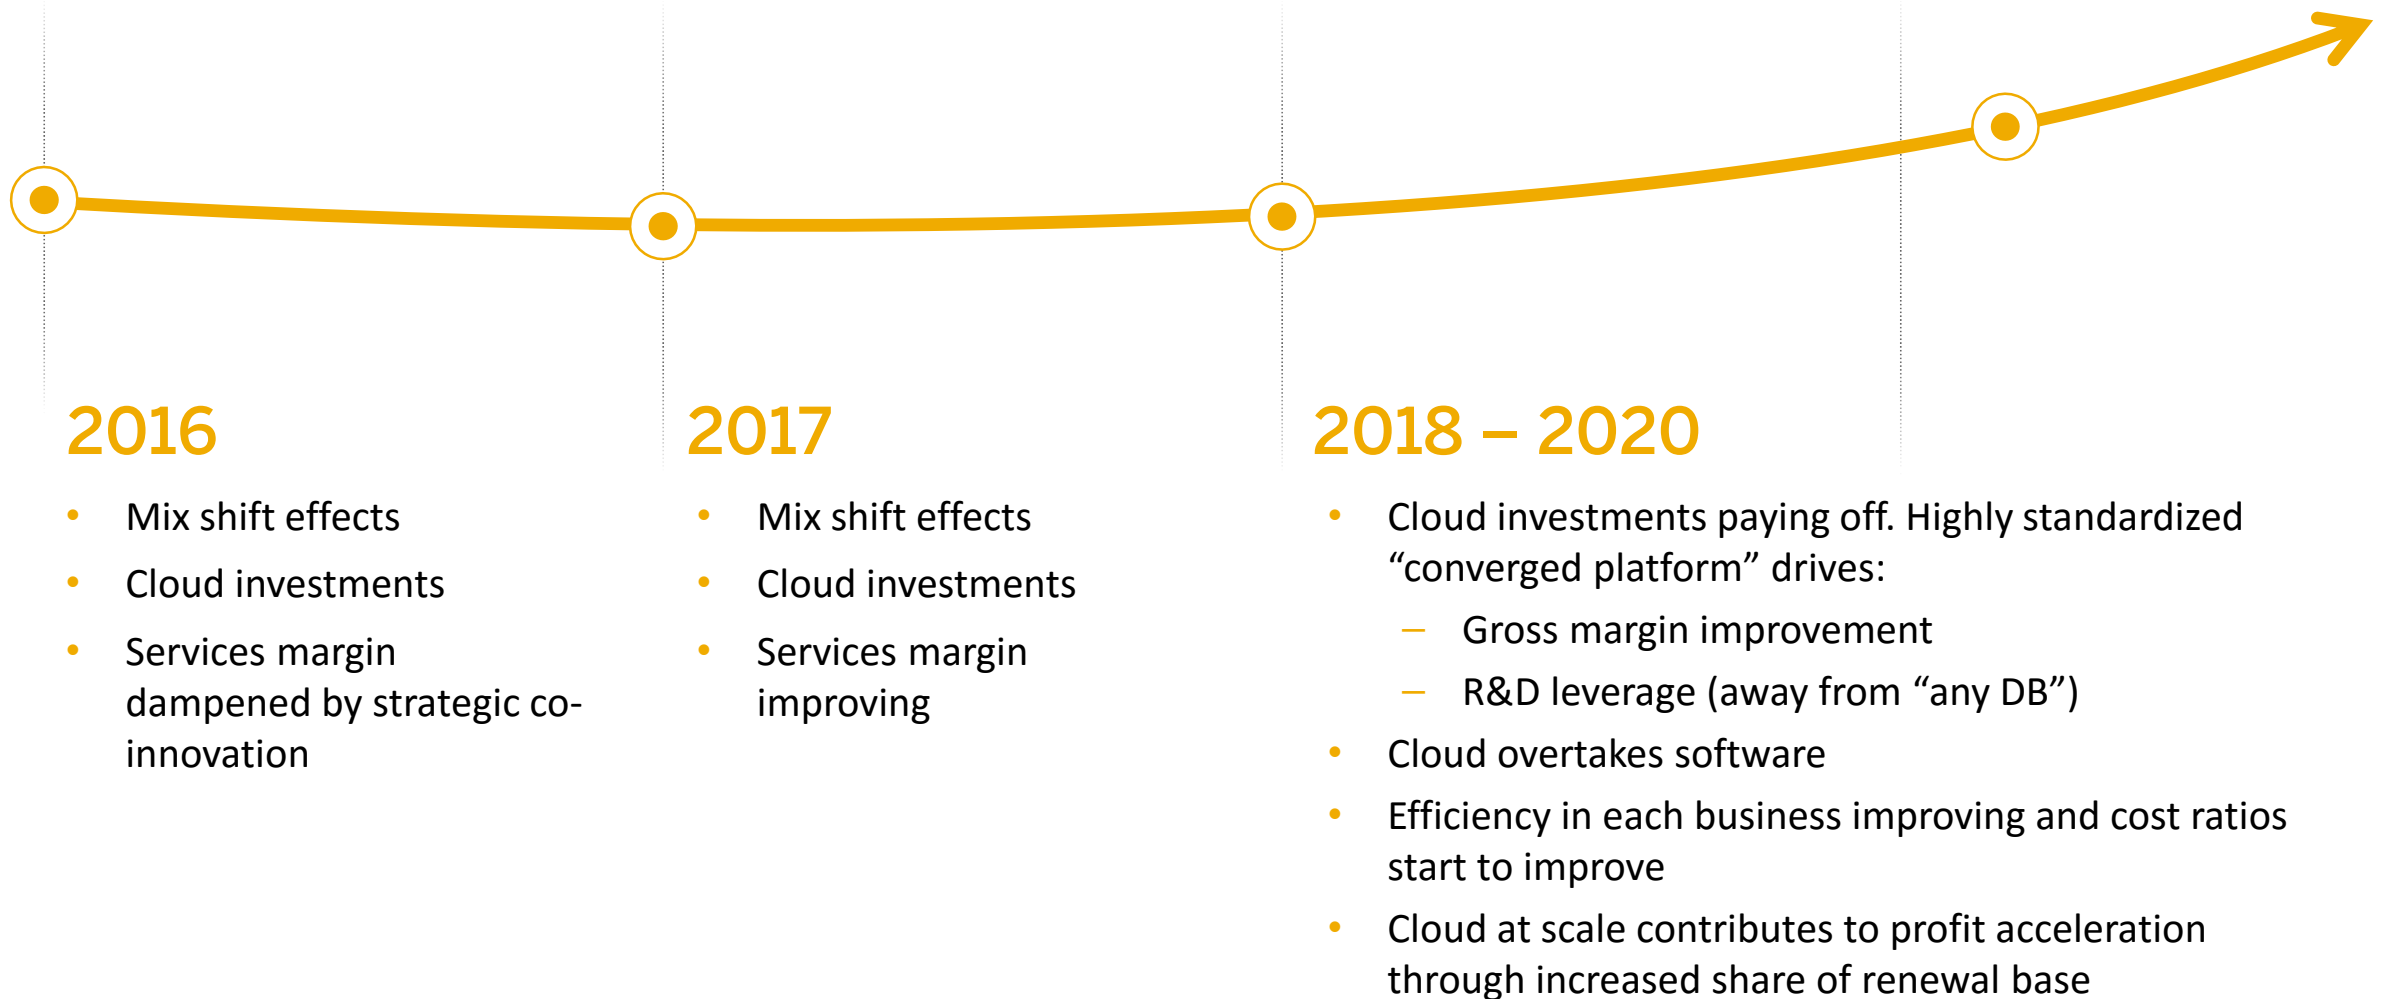 2016
• Mix shift effects
• Cloud investments
• Services margin
dampened by strategic co-
innovation
2017
• Mix shift effects
• Cloud investments
• Services margin
improving
2018 – 2020
• Cloud investments paying off. Highly standardized
“converged platform” drives:
– Gross margin improvement
– R&D leverage (away from “any DB”)
• Cloud overtakes software
• Efficiency in each business improving and cost ratios
start to improve
• Cloud at scale contributes to profit acceleration
through increased share of renewal base